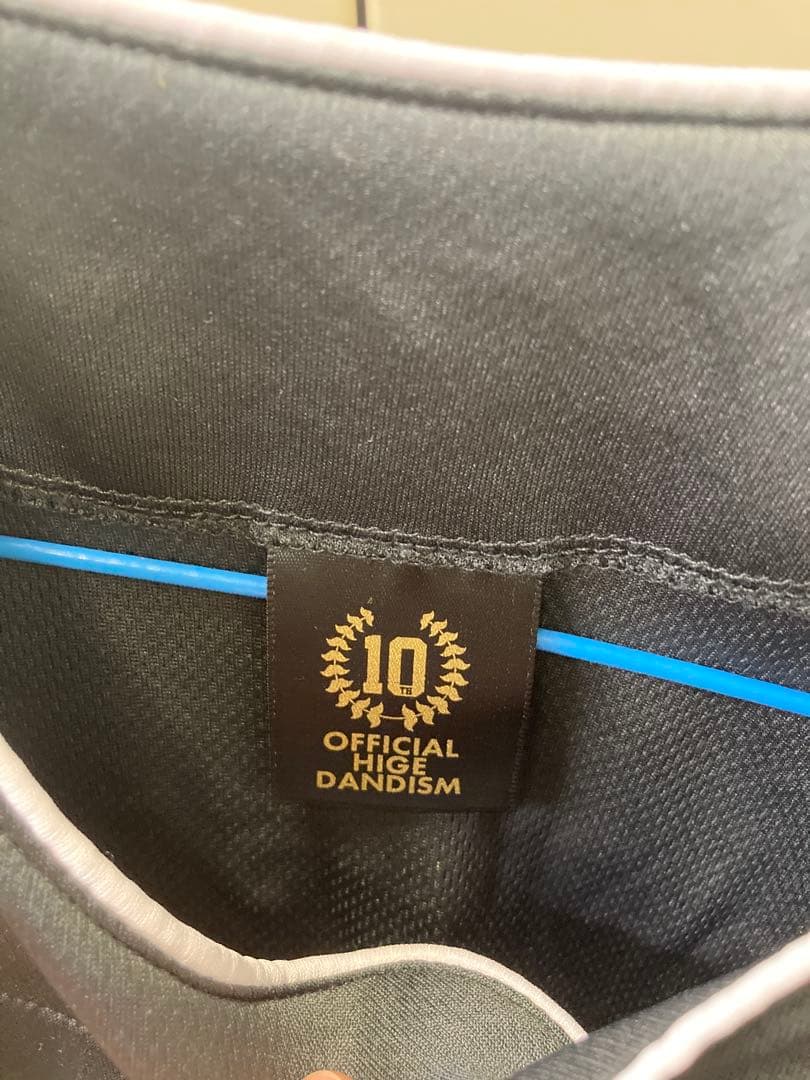 10TH
OFFICIAL
HIGE
DANDISM